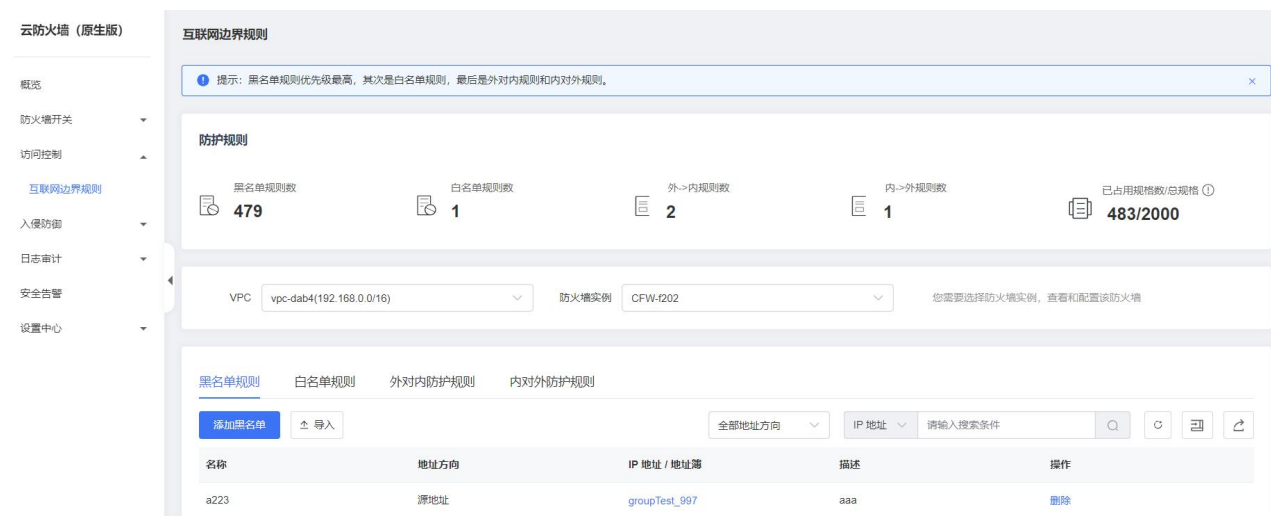 云防火墙（原生版）
互联网边界规则
提示：黑名单规则优先级最高，其次是白名单规则，最后是外对内规则和内对外规则。
概览
防火墙开关
访问控制
互联网边界规则
入侵防御
日志审计
安全告警
设置中心
防护规则
黑名单规则数
479
白名单规则数
1
外->内规则数
2
内->外规则数
1
已占用规格数/总规格
483/2000
VPC vpc-dab4(192.168.0.0/16) 防火墙实例 CFW-f202 您需要选择防火墙实例，查看和配置该防火墙
黑名单规则 白名单规则 外对内防护规则 内对外防护规则
添加黑名单 导入 全部地址方向 IP 地址 请输入搜索条件
名称 地址方向 IP 地址 / 地址簿 描述 操作
a223 源地址 groupTest_997 aaa 删除